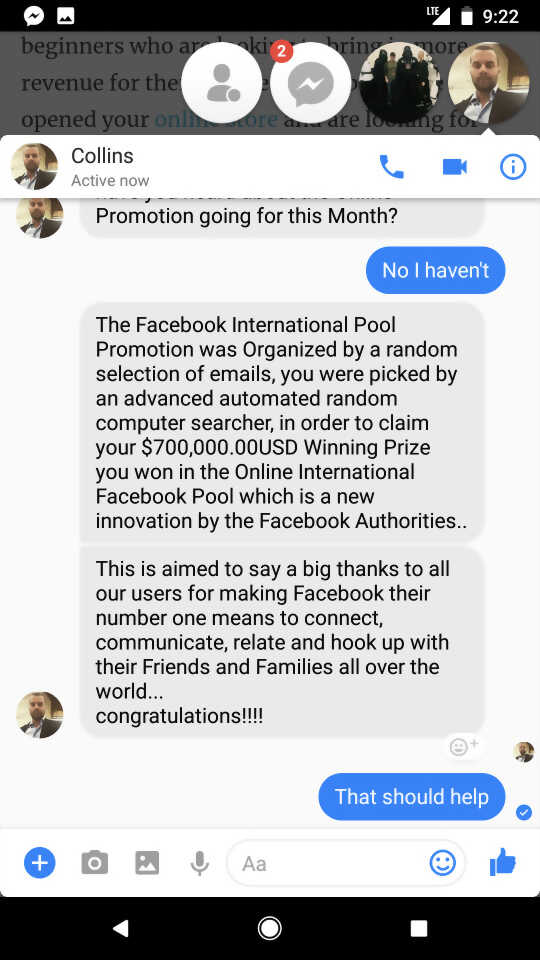 LTE
9:22
beginners who are looking to bring in more
revenue for the
2
opened your online store and are looking for
Collins
Active now
Promotion going for this Month?
No I haven't
The Facebook International Pool
Promotion was Organized by a random
selection of emails, you were picked by
an advanced automated random
computer searcher, in order to claim
your $700,000.00USD Winning Prize
you won in the Online International
Facebook Pool which is a new
innovation by the Facebook Authorities..
This is aimed to say a big thanks to all
our users for making Facebook their
number one means to connect,
communicate, relate and hook up with
their Friends and Families all over the
world...
congratulations!!!!
That should help
Aa